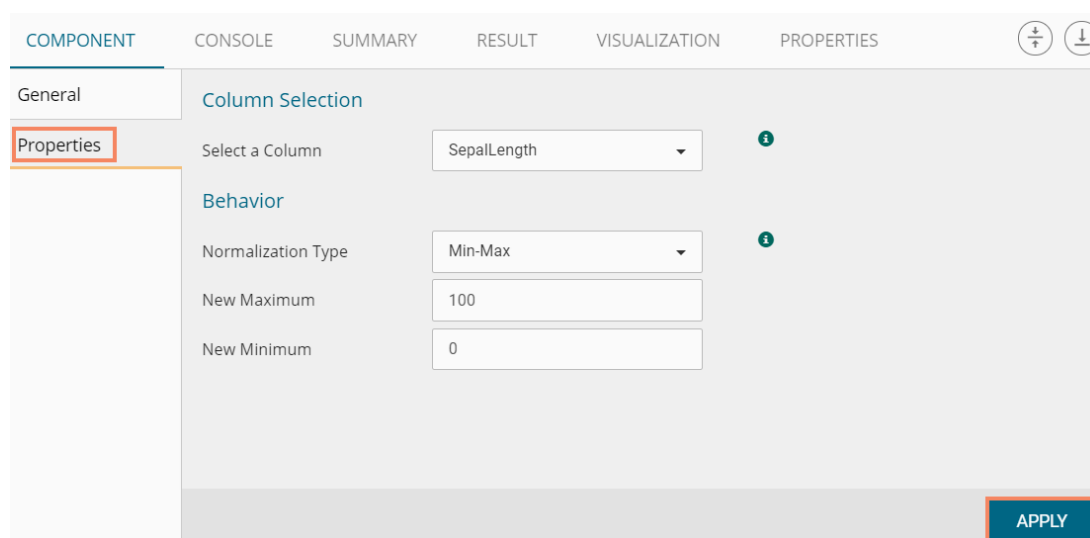 COMPONENT CONSOLE SUMMARY RESULT VISUALIZATION PROPERTIES
General
Properties
Column Selection
Select a Column SepalLength
Behavior
Normalization Type Min-Max
New Maximum 100
New Minimum 0
APPLY